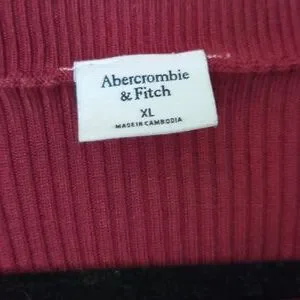 Abercrombie
& Fitch
XL
MADE IN CAMBODIA